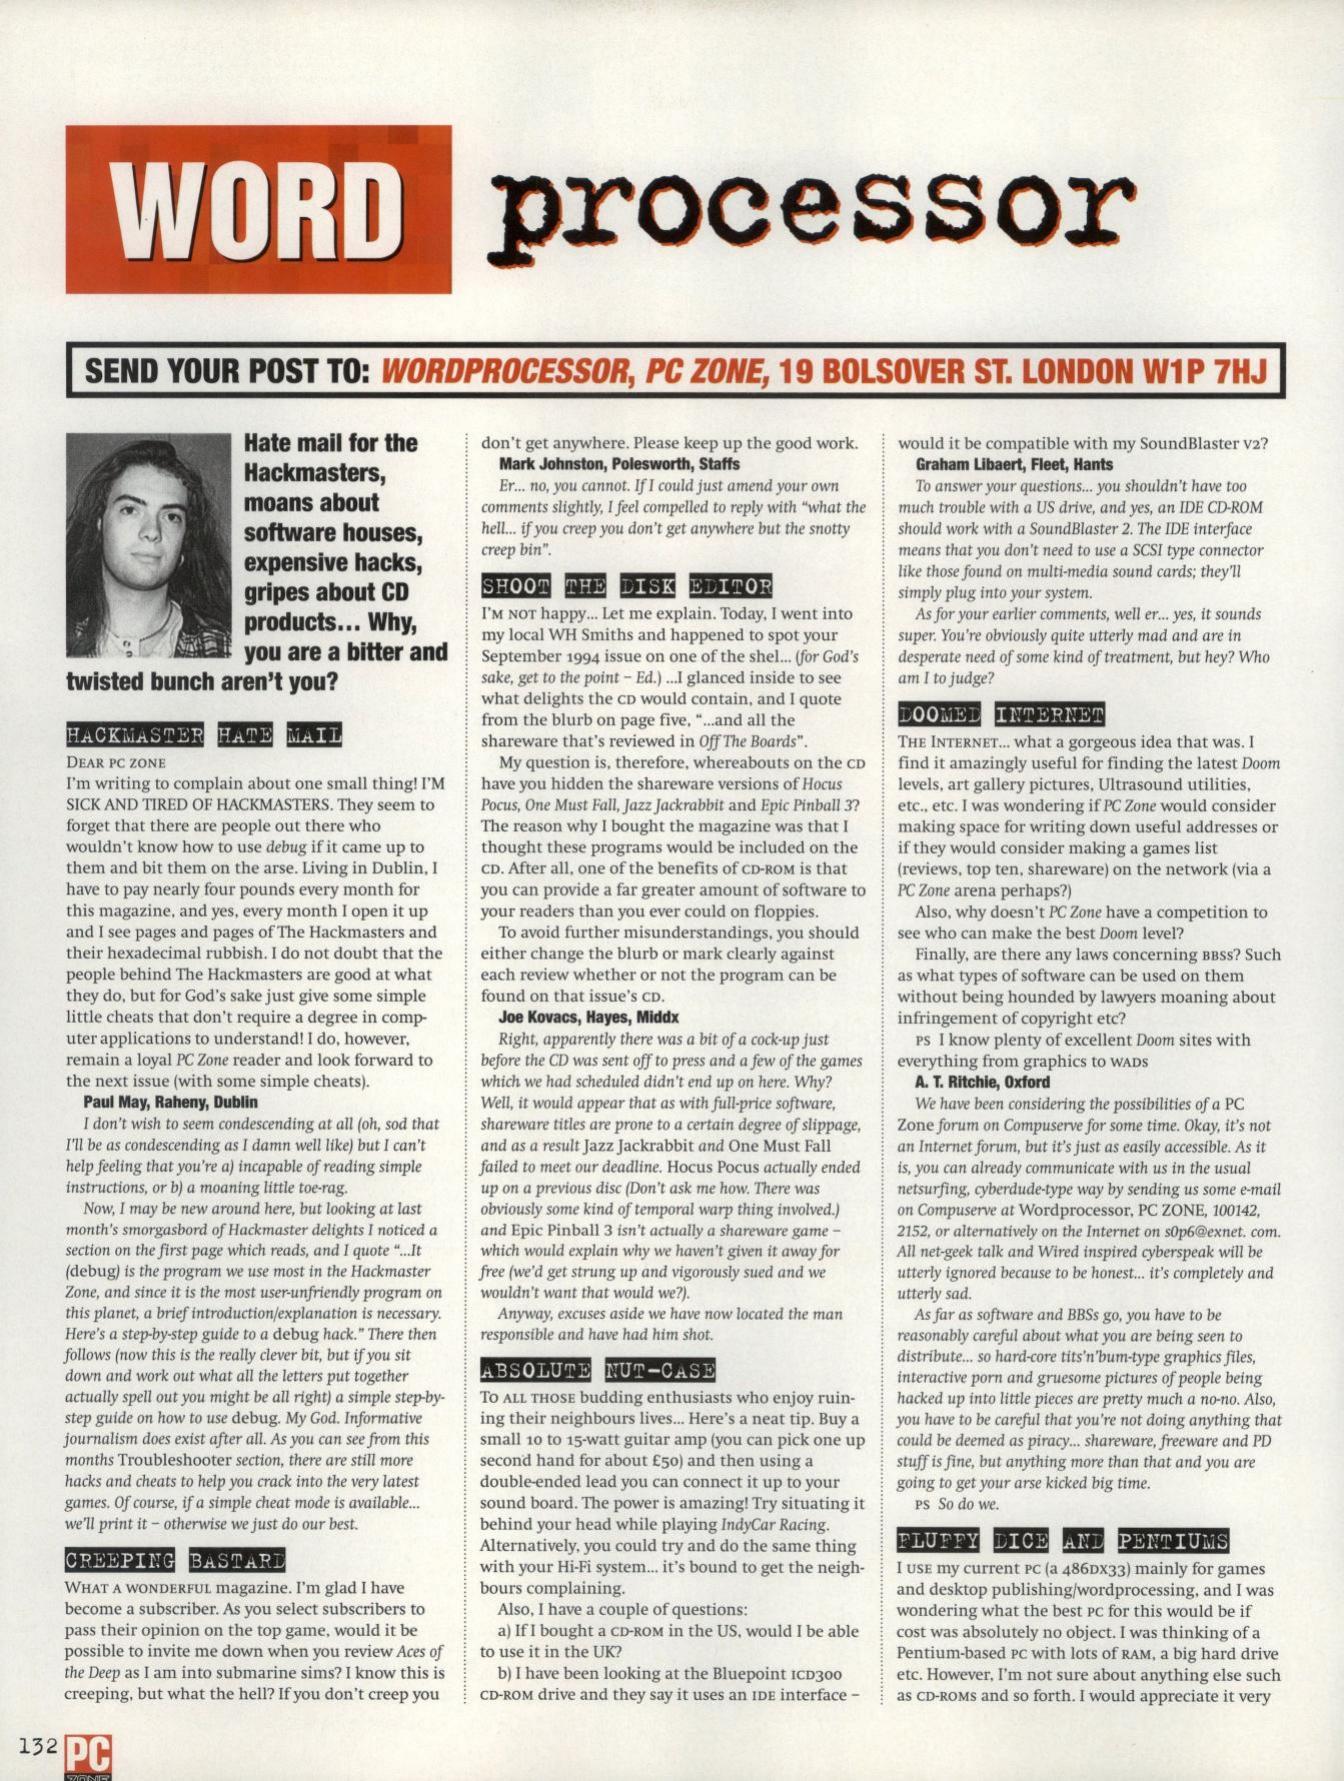 WORD processor
SEND YOUR POST TO: WORDPROCESSOR, PC ZONE, 19 BOLSOVER ST. LONDON W1P 7HJ
Hate mail for the
Hackmasters,
moans about
software houses,
expensive hacks,
gripes about CD
products... Why,
you are a bitter and
twisted bunch aren't you?
HACKMASTER HATE MAIL
DEAR PC ZONE
I'm writing to complain about one small thing! I'M
SICK AND TIRED OF HACKMASTERS. They seem to
forget that there are people out there who
wouldn't know how to use debug if it came up to
them and bit them on the arse. Living in Dublin, I
have to pay nearly four pounds every month for
this magazine, and yes, every month I open it up
and I see pages and pages of The Hackmasters and
their hexadecimal rubbish. I do not doubt that the
people behind The Hackmasters are good at what
they do, but for God's sake just give some simple
little cheats that don't require a degree in comp-
uter applications to understand! I do, however,
remain a loyal PC Zone reader and look forward to
the next issue (with some simple cheats).
Paul May, Raheny, Dublin
I don't wish to seem condescending at all (oh, sod that
I'll be as condescending as I damn well like) but I can't
help feeling that you're a) incapable of reading simple
instructions, or b) a moaning little toe-rag.
Now, I may be new around here, but looking at last
month's smorgasbord of Hackmaster delights I noticed a
section on the first page which reads, and I quote "...It
(debug) is the program we use most in the Hackmaster
Zone, and since it is the most user-unfriendly program on
this planet, a brief introduction/explanation is necessary.
Here's a step-by-step guide to a debug hack." There then
follows (now this is the really clever bit, but if you sit
down and work out what all the letters put together
actually spell out you might be all right) a simple step-by-
step guide on how to use debug. My God. Informative
journalism does exist after all. As you can see from this
months Troubleshooter section, there are still more
hacks and cheats to help you crack into the very latest
games. Of course, if a simple cheat mode is available...
we'll print it – otherwise we just do our best.
CREEPING BASTARD
WHAT A WONDERFUL magazine. I'm glad I have
become a subscriber. As you select subscribers to
pass their opinion on the top game, would it be
possible to invite me down when you review Aces of
the Deep as I am into submarine sims? I know this is
creeping, but what the hell? If you don't creep you
don't get anywhere. Please keep up the good work.
Mark Johnston, Polesworth, Staffs
Er... no, you cannot. If I could just amend your own
comments slightly, I feel compelled to reply with "what the
hell... if you creep you don't get anywhere but the snotty
creep bin".
SHOOT THE DISK EDITOR
I'M NOT happy... Let me explain. Today, I went into
my local WH Smiths and happened to spot your
September 1994 issue on one of the shel... (for God's
sake, get to the point – Ed.) ...I glanced inside to see
what delights the CD would contain, and I quote
from the blurb on page five, "...and all the
shareware that's reviewed in Off The Boards".
My question is, therefore, whereabouts on the CD
have you hidden the shareware versions of Hocus
Pocus, One Must Fall, Jazz Jackrabbit and Epic Pinball 3?
The reason why I bought the magazine was that I
thought these programs would be included on the
CD. After all, one of the benefits of CD-ROM is that
you can provide a far greater amount of software to
your readers than you ever could on floppies.
To avoid further misunderstandings, you should
either change the blurb or mark clearly against
each review whether or not the program can be
found on that issue's CD.
Joe Kovacs, Hayes, Middx
Right, apparently there was a bit of a cock-up just
before the CD was sent off to press and a few of the games
which we had scheduled didn't end up on here. Why?
Well, it would appear that as with full-price software,
shareware titles are prone to a certain degree of slippage,
and as a result Jazz Jackrabbit and One Must Fall
failed to meet our deadline. Hocus Pocus actually ended
up on a previous disc (Don't ask me how. There was
obviously some kind of temporal warp thing involved.)
and Epic Pinball 3 isn't actually a shareware game –
which would explain why we haven't given it away for
free (we'd get strung up and vigorously sued and we
wouldn't want that would we?).
Anyway, excuses aside we have now located the man
responsible and have had him shot.
ABSOLUTE NUT-CASE
TO ALL THOSE budding enthusiasts who enjoy ruin-
ing their neighbours lives... Here's a neat tip. Buy a
small 10 to 15-watt guitar amp (you can pick one up
second hand for about £50) and then using a
double-ended lead you can connect it up to your
sound board. The power is amazing! Try situating it
behind your head while playing IndyCar Racing.
Alternatively, you could try and do the same thing
with your Hi-Fi system... it's bound to get the neigh-
bours complaining.
Also, I have a couple of questions:
a) If I bought a CD-ROM in the US, would I be able
to use it in the UK?
b) I have been looking at the Bluepoint ICD300
CD-ROM drive and they say it uses an IDE interface –
would it be compatible with my SoundBlaster V2?
Graham Libaert, Fleet, Hants
To answer your questions... you shouldn't have too
much trouble with a US drive, and yes, an IDE CD-ROM
should work with a SoundBlaster 2. The IDE interface
means that you don't need to use a SCSI type connector
like those found on multi-media sound cards; they'll
simply plug into your system.
As for your earlier comments, well er... yes, it sounds
super. You're obviously quite utterly mad and are in
desperate need of some kind of treatment, but hey? Who
am I to judge?
DOOMED INTERNET
THE INTERNET... what a gorgeous idea that was. I
find it amazingly useful for finding the latest Doom
levels, art gallery pictures, Ultrasound utilities,
etc., etc. I was wondering if PC Zone would consider
making space for writing down useful addresses or
if they would consider making a games list
(reviews, top ten, shareware) on the network (via a
PC Zone arena perhaps?)
Also, why doesn't PC Zone have a competition to
see who can make the best Doom level?
Finally, are there any laws concerning BBSs? Such
as what types of software can be used on them
without being hounded by lawyers moaning about
infringement of copyright etc?
PS I know plenty of excellent Doom sites with
everything from graphics to WADS
A. T. Ritchie, Oxford
We have been considering the possibilities of a PC
Zone forum on Compuserve for some time. Okay, it's not
an Internet forum, but it's just as easily accessible. As it
is, you can already communicate with us in the usual
netsurfing, cyberdude-type way by sending us some e-mail
on Compuserve at Wordprocessor, PC ZONE, 100142,
2152, or alternatively on the Internet on s0p6@exnet. com.
All net-geek talk and Wired inspired cyberspeak will be
utterly ignored because to be honest... it's completely and
utterly sad.
As far as software and BBSs go, you have to be
reasonably careful about what you are being seen to
distribute... so hard-core tits'n'bum-type graphics files,
interactive porn and gruesome pictures of people being
hacked up into little pieces are pretty much a no-no. Also,
you have to be careful that you're not doing anything that
could be deemed as piracy... shareware, freeware and PD
stuff is fine, but anything more than that and you are
going to get your arse kicked big time.
PS So do we.
FLUFFY DICE AND PENTIUMS
I USE my current PC (a 486DX33) mainly for games
and desktop publishing/wordprocessing, and I was
wondering what the best PC for this would be if
cost was absolutely no object. I was thinking of a
Pentium-based PC with lots of RAM, a big hard drive
etc. However, I'm not sure about anything else such
as CD-ROMs and so forth. I would appreciate it very
132 PC
ZONE